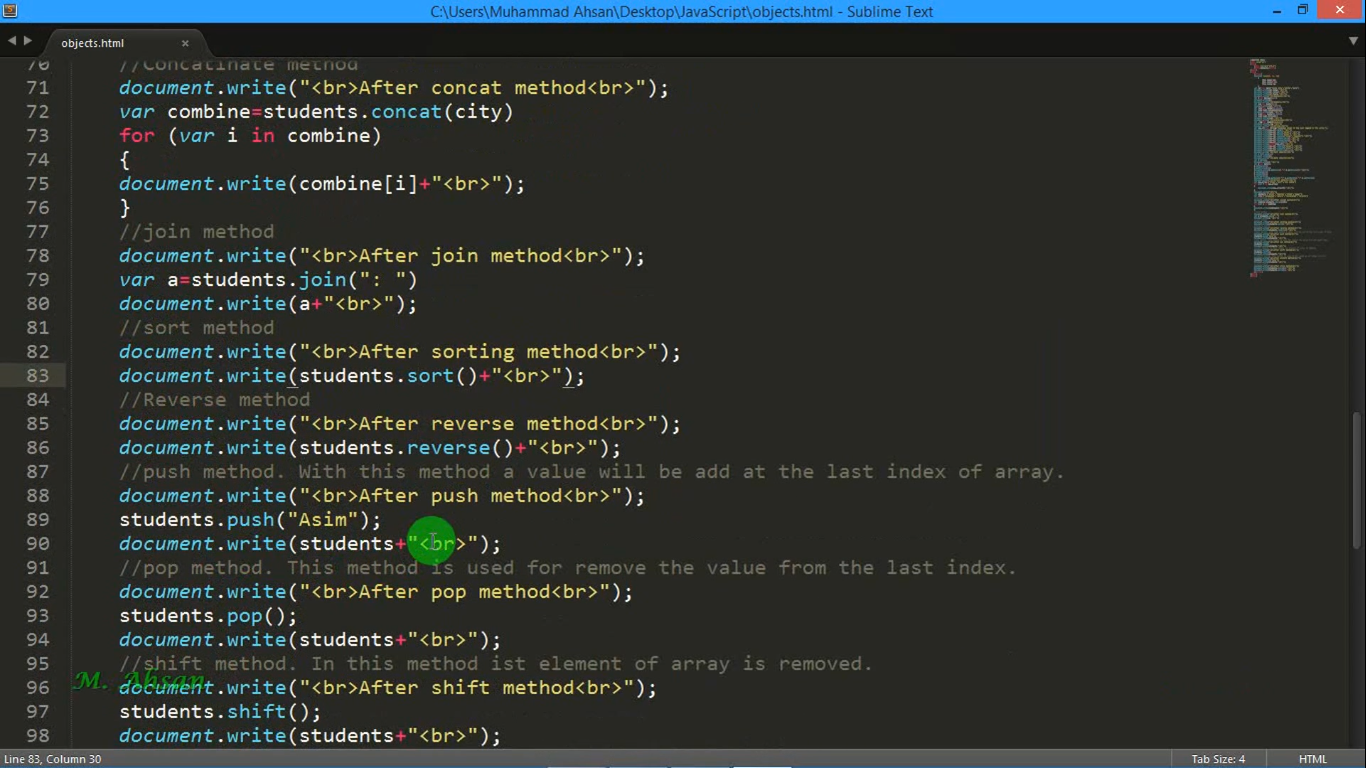 C:\Users\Muhammad Ahsan\Desktop\JavaScript\objects.html - Sublime Text
objects.html
70 //Concatinate method
71 document.write("<br>After concat method<br>");
72 var combine=students.concat(city)
73 for (var i in combine)
74 {
75 document.write(combine[i]+"<br>");
76 }
77 //join method
78 document.write("<br>After join method<br>");
79 var a=students.join(": ")
80 document.write(a+"<br>");
81 //sort method
82 document.write("<br>After sorting method<br>");
83 document.write(students.sort()+"<br>");
84 //Reverse method
85 document.write("<br>After reverse method<br>");
86 document.write(students.reverse()+"<br>");
87 //push method. With this method a value will be add at the last index of array.
88 document.write("<br>After push method<br>");
89 students.push("Asim");
90 document.write(students+"<br>");
91 //pop method. This method is used for remove the value from the last index.
92 document.write("<br>After pop method<br>");
93 students.pop();
94 document.write(students+"<br>");
95 //shift method. In this method ist element of array is removed.
M. Ahsan
96 document.write("<br>After shift method<br>");
97 students.shift();
98 document.write(students+"<br>");
Line 83, Column 30
Tab Size: 4
HTML